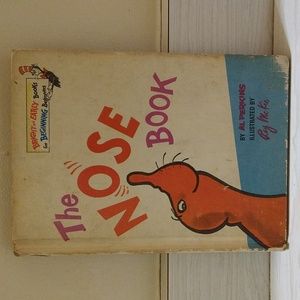 BRIGHT and EARLY BOOKS
for BEGINNING Beginners
The
NOSE
BOOK
BY AL PERKINS
ILLUSTRATED BY
Roy McKie